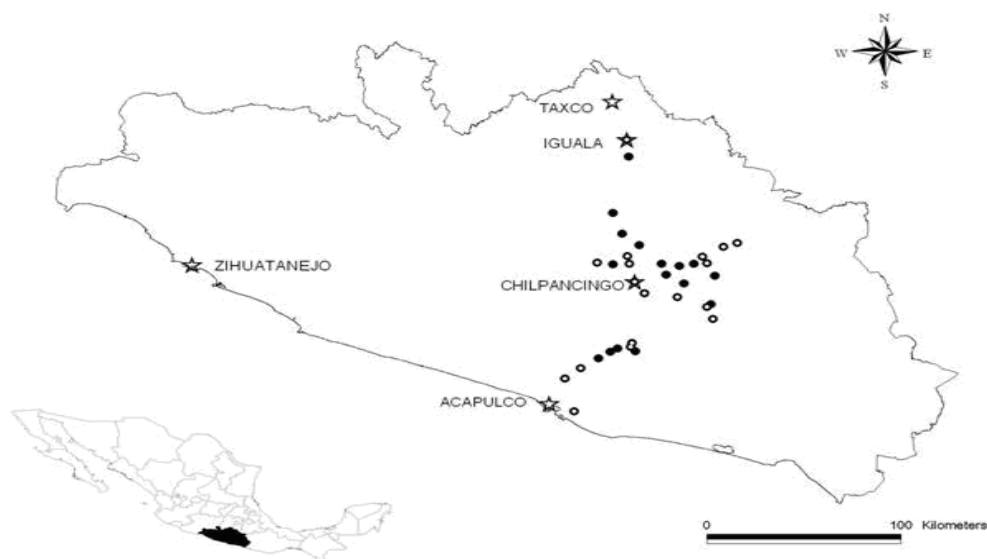 N
W E
S
TAXCO
IGUALA
ZIHUATANEJO
CHILPANCINGO
ACAPULCO
0 100 Kilometers